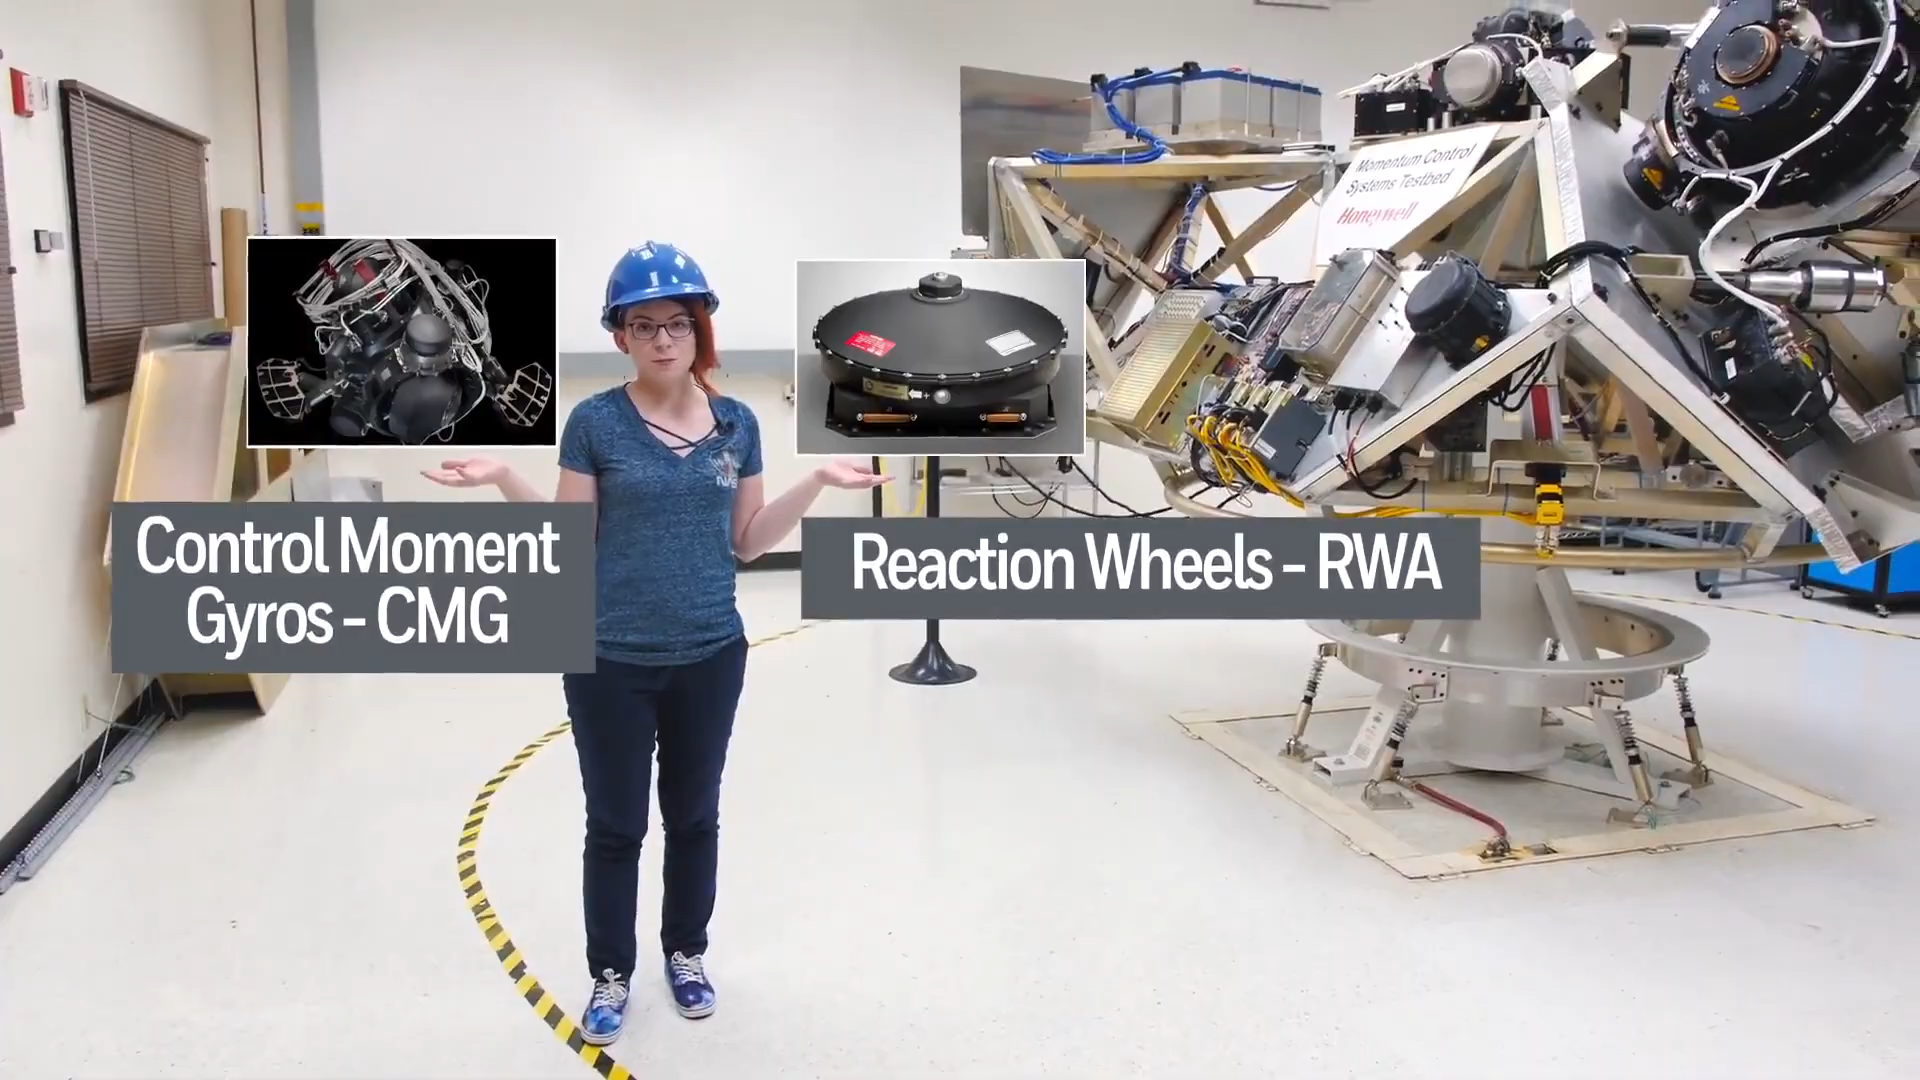 Momentum Control
Systems Testbed
Honeywell
Control Moment
Gyros - CMG
Reaction Wheels - RWA